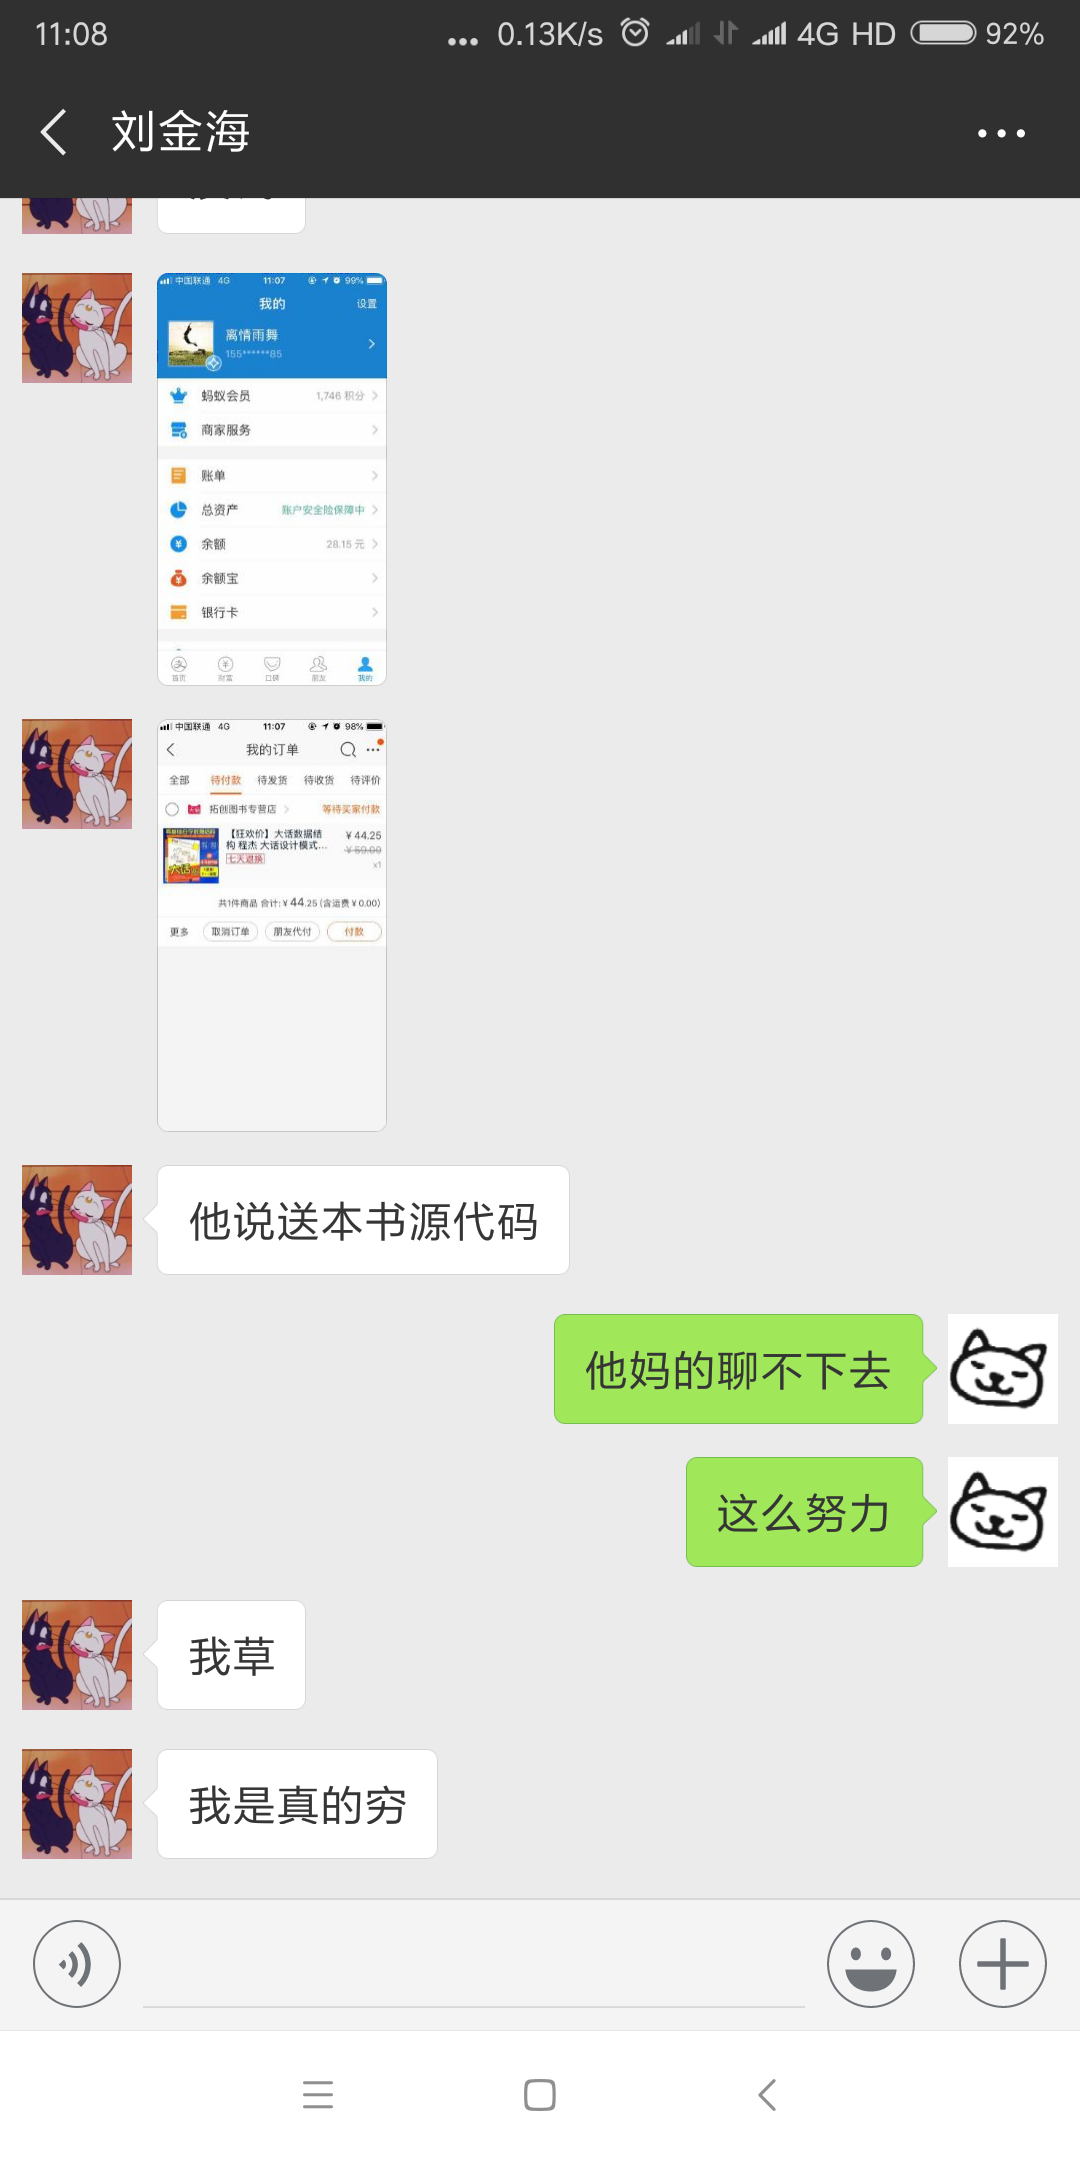 11:08
... 0.13K/s 4G HD 92%
刘金海
...
中国联通 4G 11:07 99%
我的 设置
离情雨舞
155******85
蚂蚁会员 1,746 积分
商家服务
账单
总资产 账户安全险保障中
余额 28.15 元
余额宝
银行卡
首页 财富 口碑 朋友 我的
中国联通 4G 11:07 98%
我的订单
全部 待付款 待发货 待收货 待评价
拓创图书专营店 等待买家付款
【狂欢价】大话数据结 ¥44.25
构 程杰 大话设计模式... ¥59.00
七天退换 x1
大话
共1件商品 合计:¥44.25 (含运费¥0.00)
更多 取消订单 朋友代付 付款
他说送本书源代码
他妈的聊不下去
这么努力
我草
我是真的穷